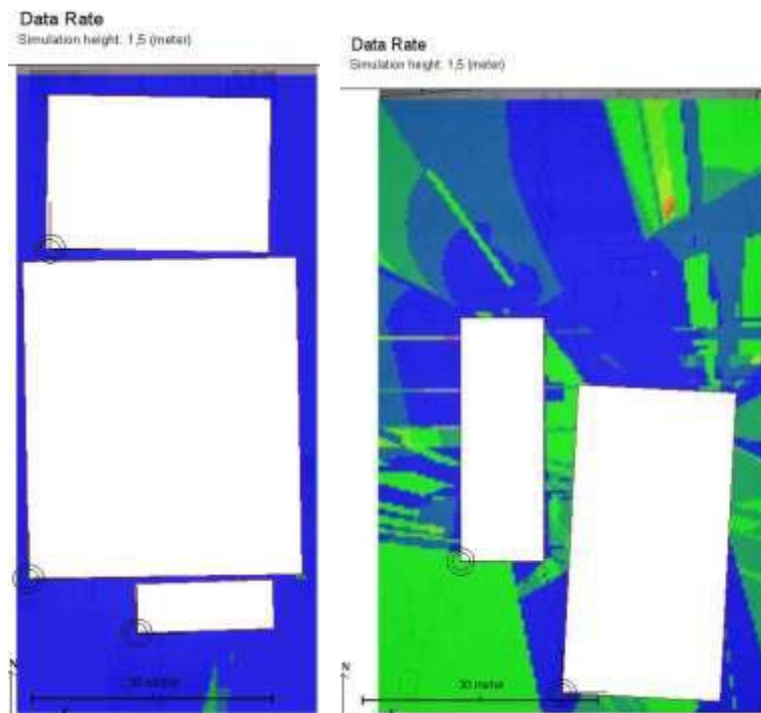 Data Rate
Simulation height: 1,5 (meter)
N
30 meter
Data Rate
Simulation height: 1,5 (meter)
N
30 meter